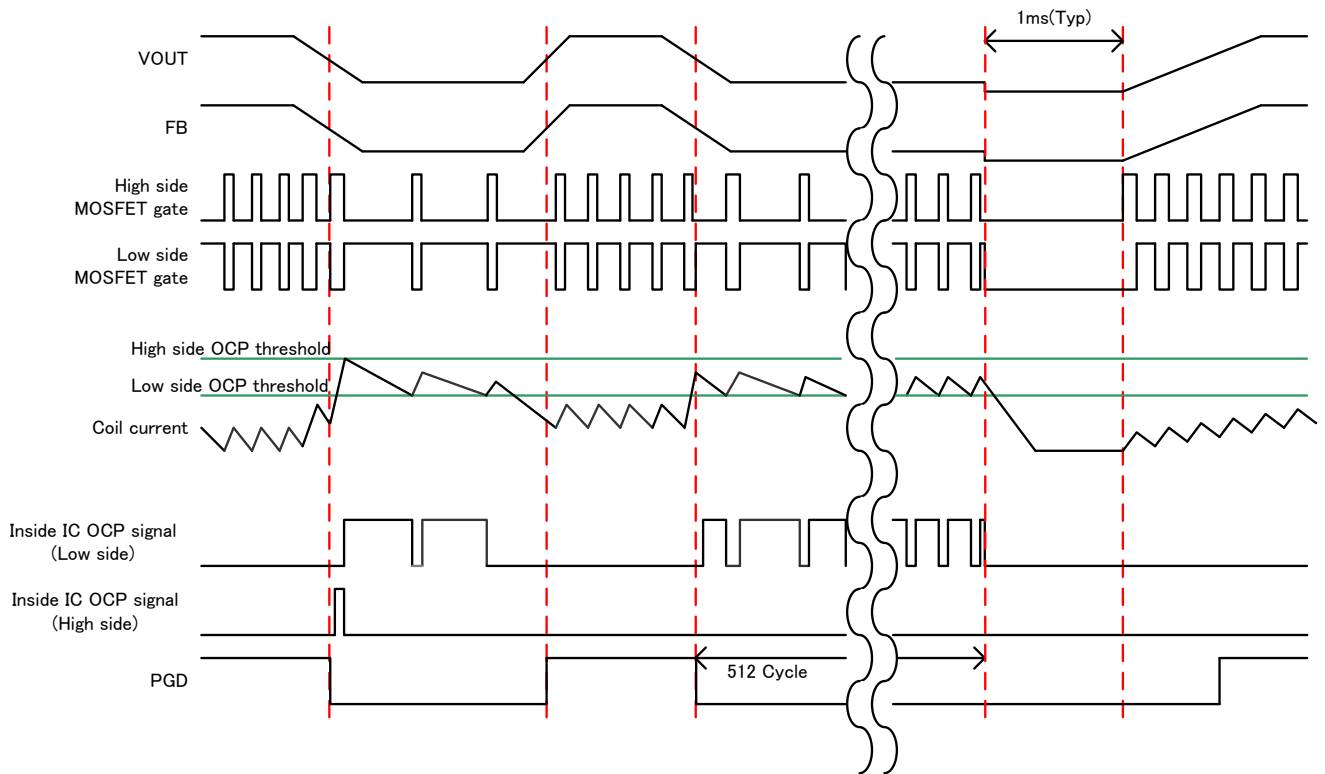 1ms(Typ)
VOUT
FB
High side
MOSFET gate
Low side
MOSFET gate
High side OCP threshold
Low side OCP threshold
Coil current
Inside IC OCP signal
(Low side)
Inside IC OCP signal
(High side)
PGD
512 Cycle